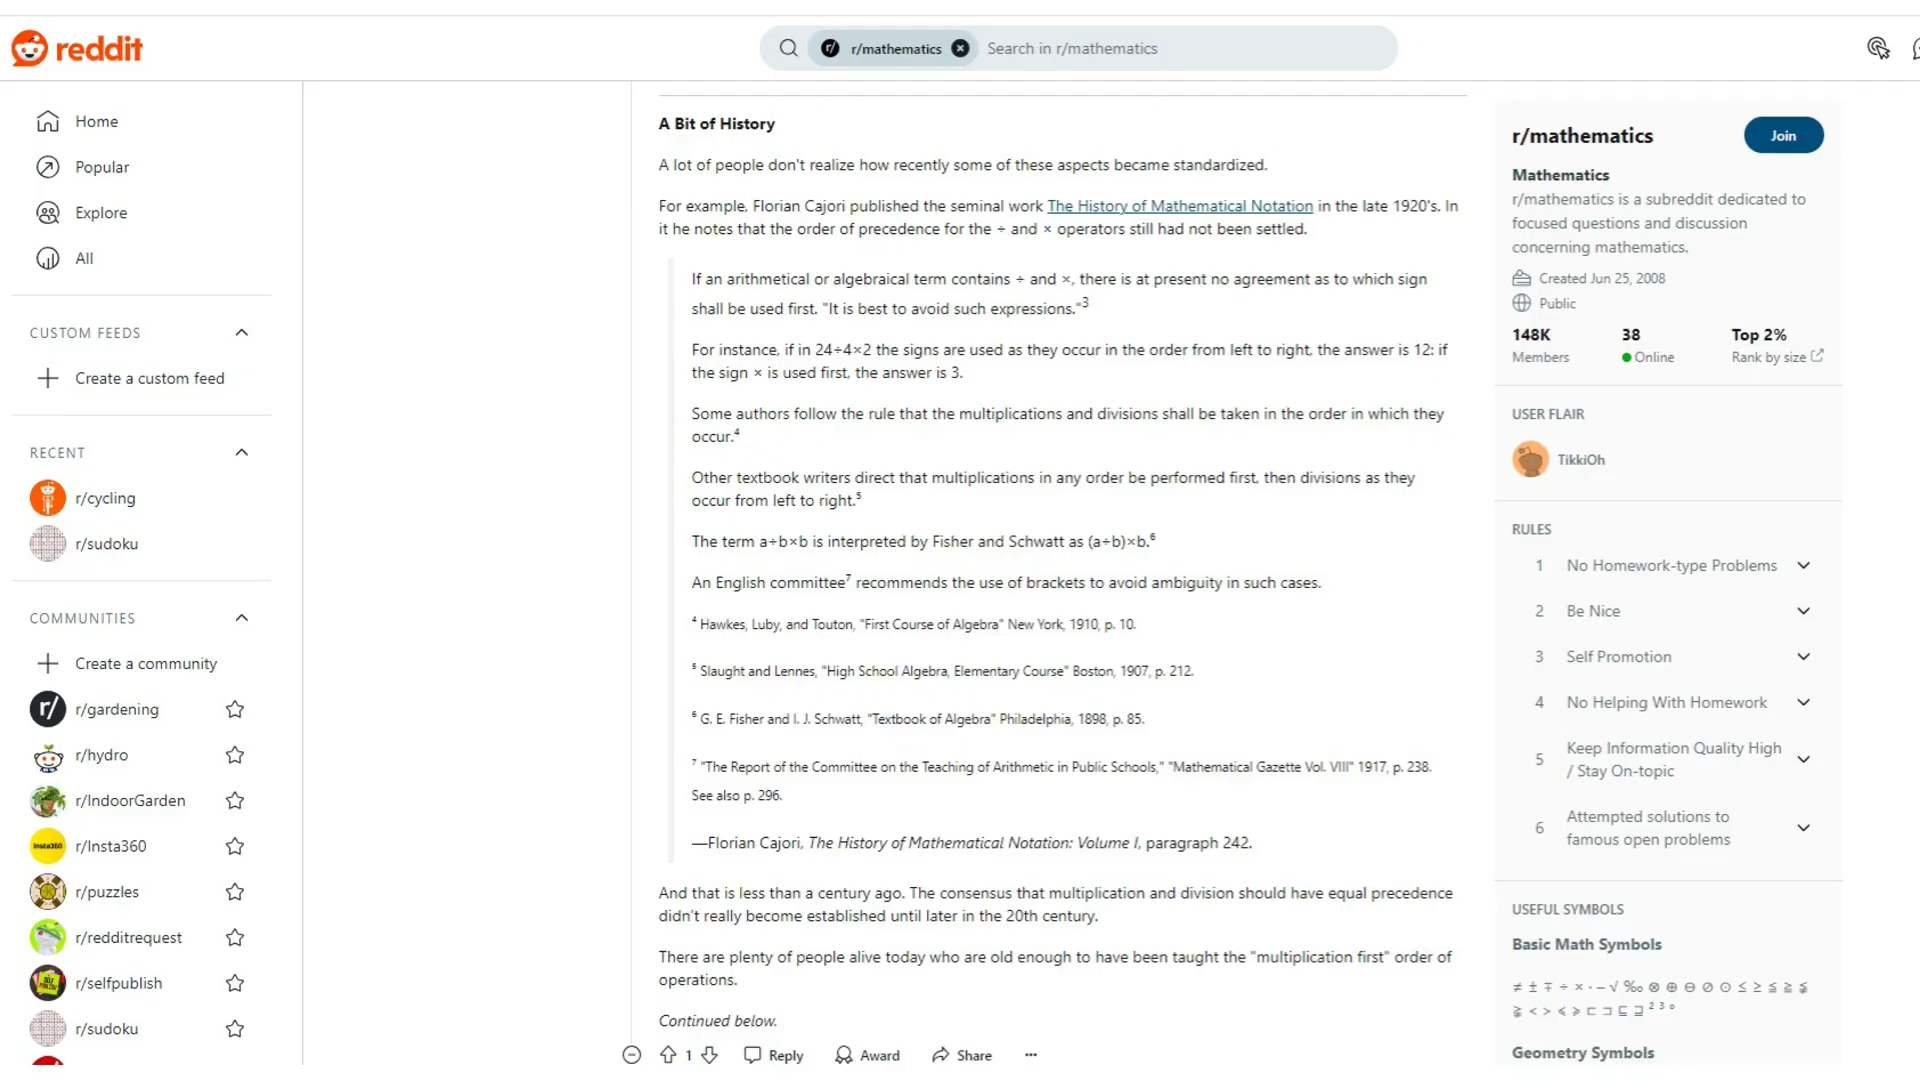 reddit
r/mathematics
Search in r/mathematics
Home
Popular
Explore
All
CUSTOM FEEDS
Create a custom feed
RECENT
r/cycling
r/sudoku
COMMUNITIES
Create a community
r/gardening
r/hydro
r/IndoorGarden
r/Insta360
r/puzzles
r/redditrequest
r/selfpublish
r/sudoku
A Bit of History
A lot of people don't realize how recently some of these aspects became standardized.
For example, Florian Cajori published the seminal work The History of Mathematical Notation in the late 1920's. In
it he notes that the order of precedence for the ÷ and × operators still had not been settled.
If an arithmetical or algebraical term contains ÷ and ×, there is at present no agreement as to which sign
shall be used first. "It is best to avoid such expressions."³
For instance, if in 24÷4×2 the signs are used as they occur in the order from left to right, the answer is 12: if
the sign × is used first, the answer is 3.
Some authors follow the rule that the multiplications and divisions shall be taken in the order in which they
occur.⁴
Other textbook writers direct that multiplications in any order be performed first, then divisions as they
occur from left to right.⁵
The term a÷b×b is interpreted by Fisher and Schwatt as (a÷b)×b.⁶
An English committee⁷ recommends the use of brackets to avoid ambiguity in such cases.
⁴ Hawkes, Luby, and Touton, "First Course of Algebra" New York, 1910, p. 10.
⁵ Slaught and Lennes, "High School Algebra, Elementary Course" Boston, 1907, p. 212.
⁶ G. E. Fisher and I. J. Schwatt, "Textbook of Algebra" Philadelphia, 1898, p. 85.
⁷ "The Report of the Committee on the Teaching of Arithmetic in Public Schools," "Mathematical Gazette Vol. VIII" 1917, p. 238.
See also p. 296.
—Florian Cajori, The History of Mathematical Notation: Volume I, paragraph 242.
And that is less than a century ago. The consensus that multiplication and division should have equal precedence
didn't really become established until later in the 20th century.
There are plenty of people alive today who are old enough to have been taught the "multiplication first" order of
operations.
Continued below.
1 Reply Award Share ···
r/mathematics
Join
Mathematics
r/mathematics is a subreddit dedicated to
focused questions and discussion
concerning mathematics.
Created Jun 25, 2008
Public
148K 38 Top 2%
Members Online Rank by size
USER FLAIR
TikkiOh
RULES
1 No Homework-type Problems
2 Be Nice
3 Self Promotion
4 No Helping With Homework
5 Keep Information Quality High
/ Stay On-topic
6 Attempted solutions to
famous open problems
USEFUL SYMBOLS
Basic Math Symbols
≠ ± ∓ ÷ × ∙ – √ ‰ ⊗ ⊕ ⊖ ⊘ ⊙ ≤ ≥ ≦ ≧ ≨
≩ < > ≺ ≻ ⊏ ⊐ ⊑ ⊒ ² ³ °
Geometry Symbols